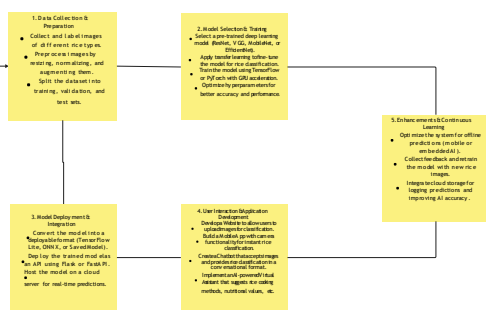 1. Data Collection &
Preparation
Collect and label images
of different rice types.
Preprocess images by
resizing, normalizing, and
augmenting them.
Split the dataset into
training, validation, and
test sets.
2. Model Selection & Training
Select a pre-trained deep learning
model (ResNet, VGG, MobileNet, or
EfficientNet).
Apply transfer learning to fine-tune
the model for rice classification.
Train the model using TensorFlow
or PyTorch with GPU acceleration.
Optimize hyperparameters for
better accuracy and performance.
3. Model Deployment &
Integration
Convert the model into a
deployable format (TensorFlow
Lite, ONNX, or SavedModel).
Deploy the trained model as
an API using Flask or FastAPI.
Host the model on a cloud
server for real-time predictions.
4. User Interaction & Application
Development
Develop a Website to allow users to
upload images for classification.
Build a Mobile App with camera
functionality for instant rice
classification.
Create a Chatbot that accepts images
and provides rice classification in a
conversational format.
Implement an AI-powered Virtual
Assistant that suggests rice cooking
methods, nutritional values, etc.
5. Enhancements & Continuous
Learning
Optimize the system for offline
predictions (mobile or
embedded AI).
Collect feedback and retrain
the model with new rice
images.
Integrate cloud storage for
logging predictions and
improving AI accuracy.